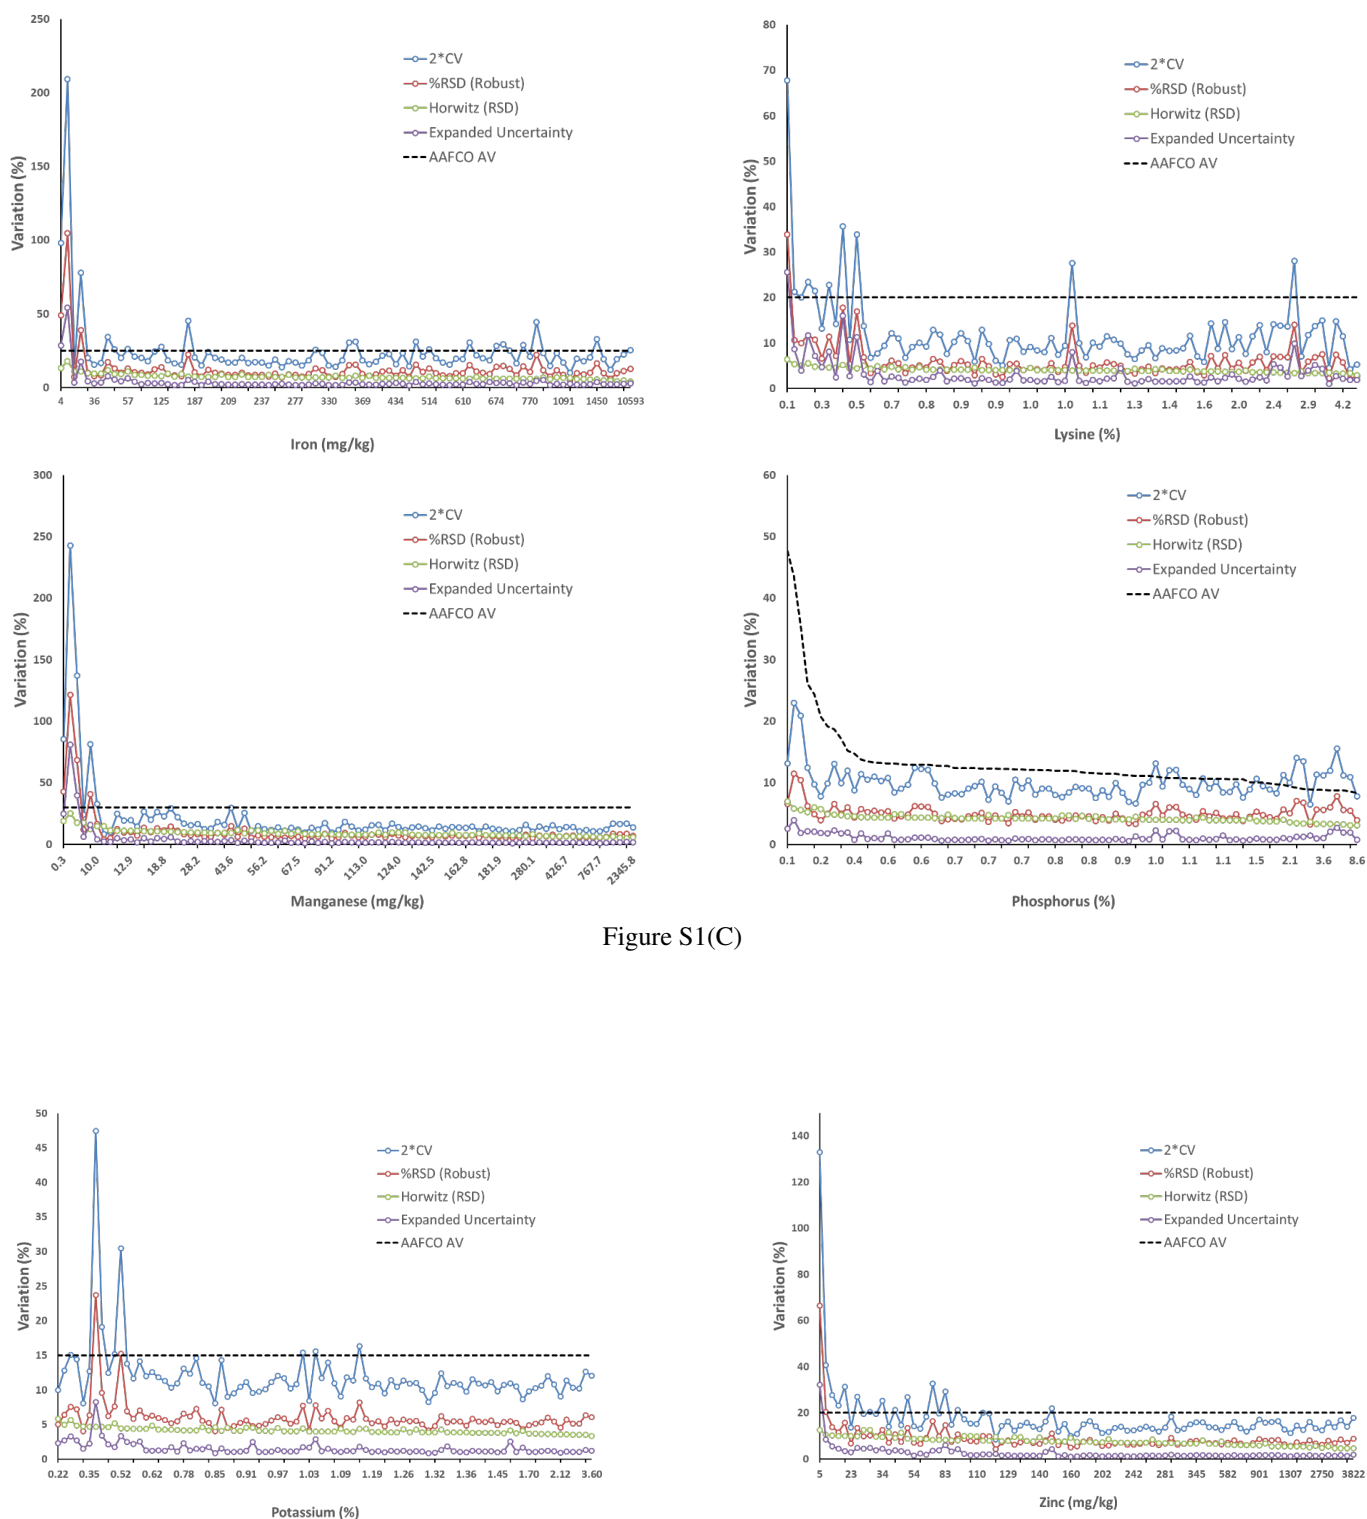 250
200
150
100
50
0
Variation (%)
2*CV
%RSD (Robust)
Horwitz (RSD)
Expanded Uncertainty
AAFCO AV
4 36 57 125 187 209 237 277 330 369 434 514 610 674 770 1091 1450 10593
Iron (mg/kg)
80
70
60
50
40
30
20
10
0
Variation (%)
2*CV
%RSD (Robust)
Horwitz (RSD)
Expanded Uncertainty
AAFCO AV
0.1 0.3 0.5 0.7 0.8 0.9 0.9 1.0 1.0 1.1 1.3 1.4 1.6 2.0 2.4 2.9 4.2
Lysine (%)
300
250
200
150
100
50
0
Variation (%)
2*CV
%RSD (Robust)
Horwitz (RSD)
Expanded Uncertainty
AAFCO AV
0.3 10.0 12.9 18.8 28.2 43.6 56.2 67.5 91.2 113.0 124.0 142.5 162.8 181.9 280.1 426.7 767.7 2345.8
Manganese (mg/kg)
60
50
40
30
20
10
0
Variation (%)
2*CV
%RSD (Robust)
Horwitz (RSD)
Expanded Uncertainty
AAFCO AV
0.1 0.2 0.4 0.6 0.6 0.7 0.7 0.7 0.8 0.8 0.9 1.0 1.1 1.1 1.5 2.1 3.6 8.6
Phosphorus (%)
Figure S1(C)
50
45
40
35
30
25
20
15
10
5
0
Variation (%)
2*CV
%RSD (Robust)
Horwitz (RSD)
Expanded Uncertainty
AAFCO AV
0.22 0.35 0.52 0.62 0.78 0.85 0.91 0.97 1.03 1.09 1.19 1.26 1.32 1.36 1.45 1.70 2.12 3.60
Potassium (%)
140
120
100
80
60
40
20
0
Variation (%)
2*CV
%RSD (Robust)
Horwitz (RSD)
Expanded Uncertainty
AAFCO AV
5 23 34 54 83 110 129 140 160 202 242 281 345 582 901 1307 2750 3822
Zinc (mg/kg)